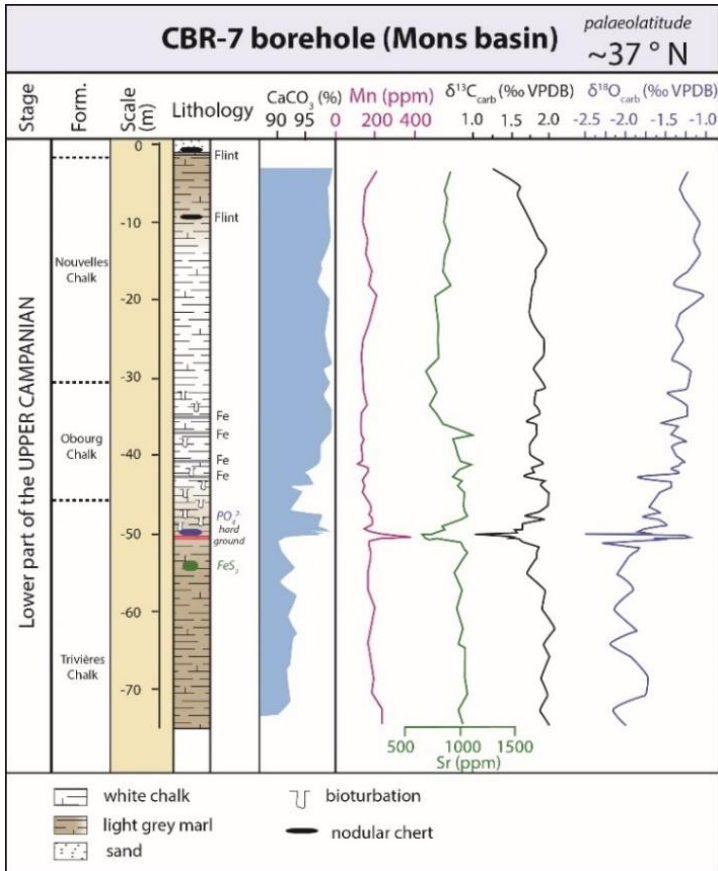 CBR-7 borehole (Mons basin)
palaeolatitude
~37 ° N
Stage
Form.
Scale
(m)
Lithology
CaCO3 (%)
90 95
Mn (ppm)
0 200 400
δ13Ccarb (‰ VPDB)
1.0 1.5 2.0
δ18Ocarb (‰ VPDB)
-2.5 -2.0 -1.5 -1.0
Lower part of the UPPER CAMPANIAN
Nouvelles
Chalk
Obourg
Chalk
Trivières
Chalk
0
-10
-20
-30
-40
-50
-60
-70
Flint
Flint
Fe
Fe
Fe
Fe
hard
ground
500 1000 1500
Sr (ppm)
white chalk
light grey marl
sand
bioturbation
nodular chert